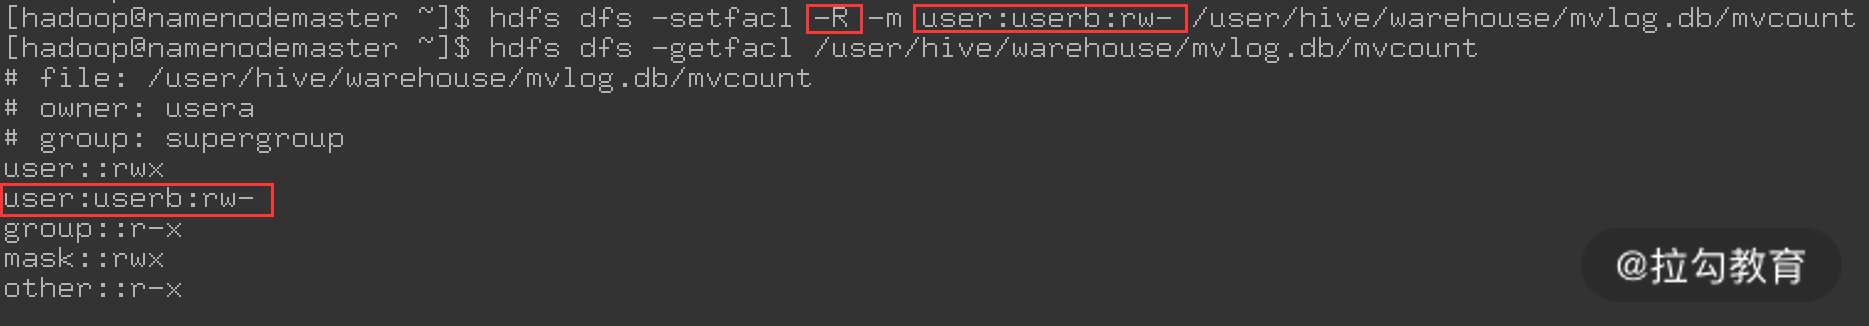 [hadoop@namenodemaster ~]$ hdfs dfs -setfacl -R -m user:userb:rw- /user/hive/warehouse/mvlog.db/mvcount
[hadoop@namenodemaster ~]$ hdfs dfs -getfacl /user/hive/warehouse/mvlog.db/mvcount
# file: /user/hive/warehouse/mvlog.db/mvcount
# owner: usera
# group: supergroup
user::rwx
user:userb:rw-
group::r-x
mask::rwx
other::r-x
@拉勾教育